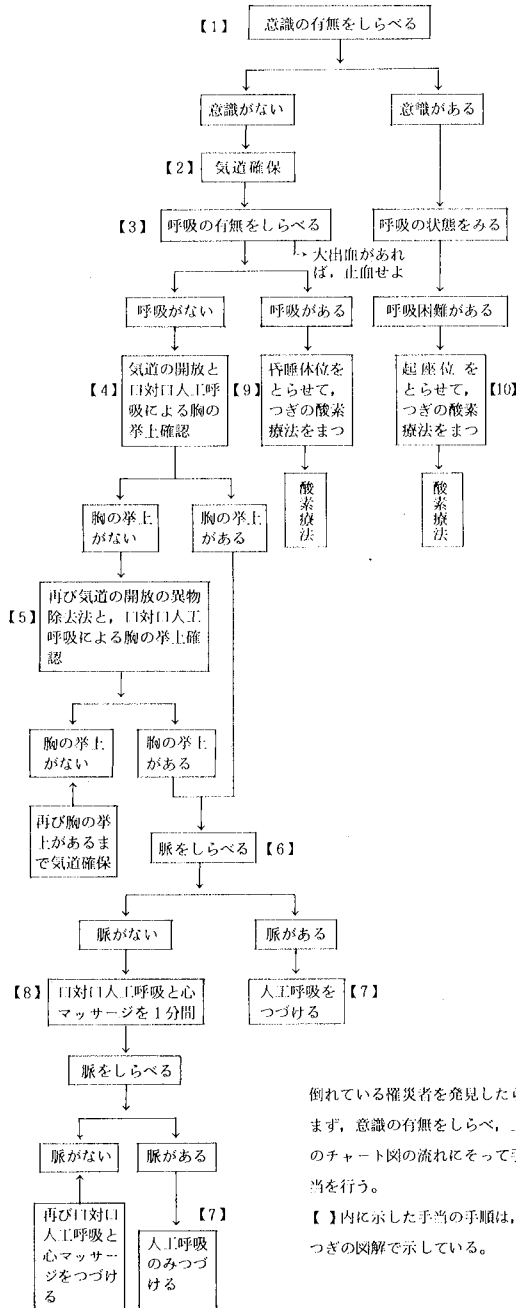 【1】 意識の有無をしらべる
意識がない
意識がある
【2】 気道確保
【3】 呼吸の有無をしらべる
呼吸の状態をみる
大出血があれ
ば，止血せよ
呼吸がない
呼吸がある
呼吸困難がある
【4】
気道の開放と
口対口人工呼
吸による胸の
挙上確認
【9】
昏睡体位を
とらせて，
つぎの酸素
療法をまつ
起座位を
とらせて，
つぎの酸素
療法をまつ
【10】
胸の挙上
がない
胸の挙上
がある
酸素療法
酸素療法
【5】
再び気道の開放の異物
除去法と，口対口人工
呼吸による胸の挙上確
認
胸の挙上
がない
胸の挙上
がある
再び胸の挙
上があるま
で気道確保
脈をしらべる 【6】
脈がない
脈がある
【8】
口対口人工呼吸と心
マッサージを1分間
人工呼吸を
つづける
【7】
脈をしらべる
脈がない
脈がある
再び口対口
人工呼吸と
心マッサー
ジをつづけ
る
【7】
人工呼吸
のみつづ
ける
倒れている罹災者を発見したら
まず，意識の有無をしらべ，
のチャート図の流れにそって手
当を行う。
【 】内に示した手当の手順は，
つぎの図解で示している。